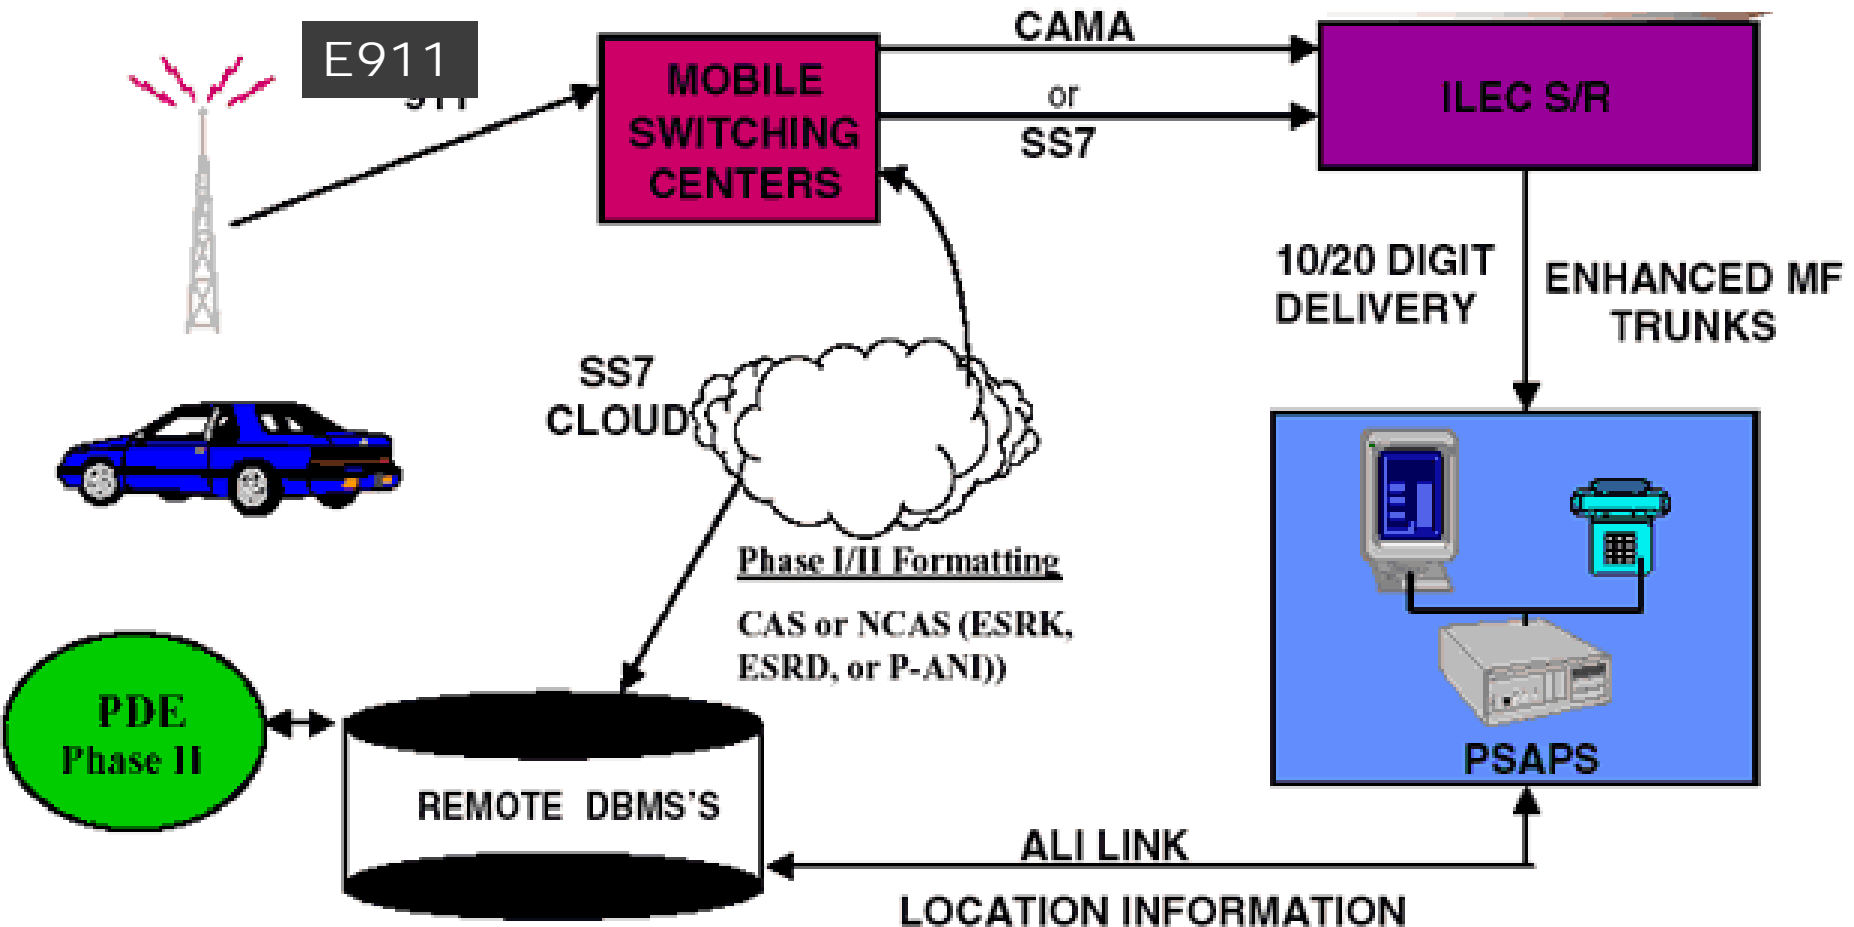 E911
MOBILE
SWITCHING
CENTERS
CAMA
or
SS7
ILEC S/R
10/20 DIGIT
DELIVERY
ENHANCED MF
TRUNKS
SS7
CLOUD
Phase I/II Formatting
CAS or NCAS (ESRK,
ESRD, or P-ANI))
PDE
Phase II
REMOTE DBMS'S
PSAPS
ALI LINK
LOCATION INFORMATION